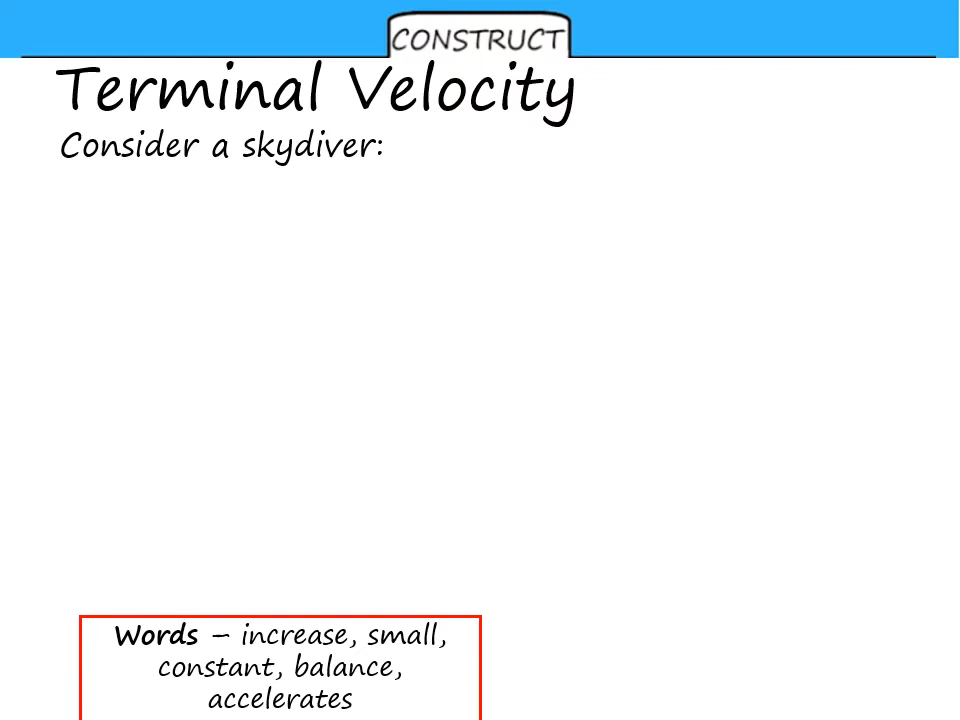 CONSTRUCT
Terminal Velocity
Consider a skydiver:
Words – increase, small,
constant, balance,
accelerates